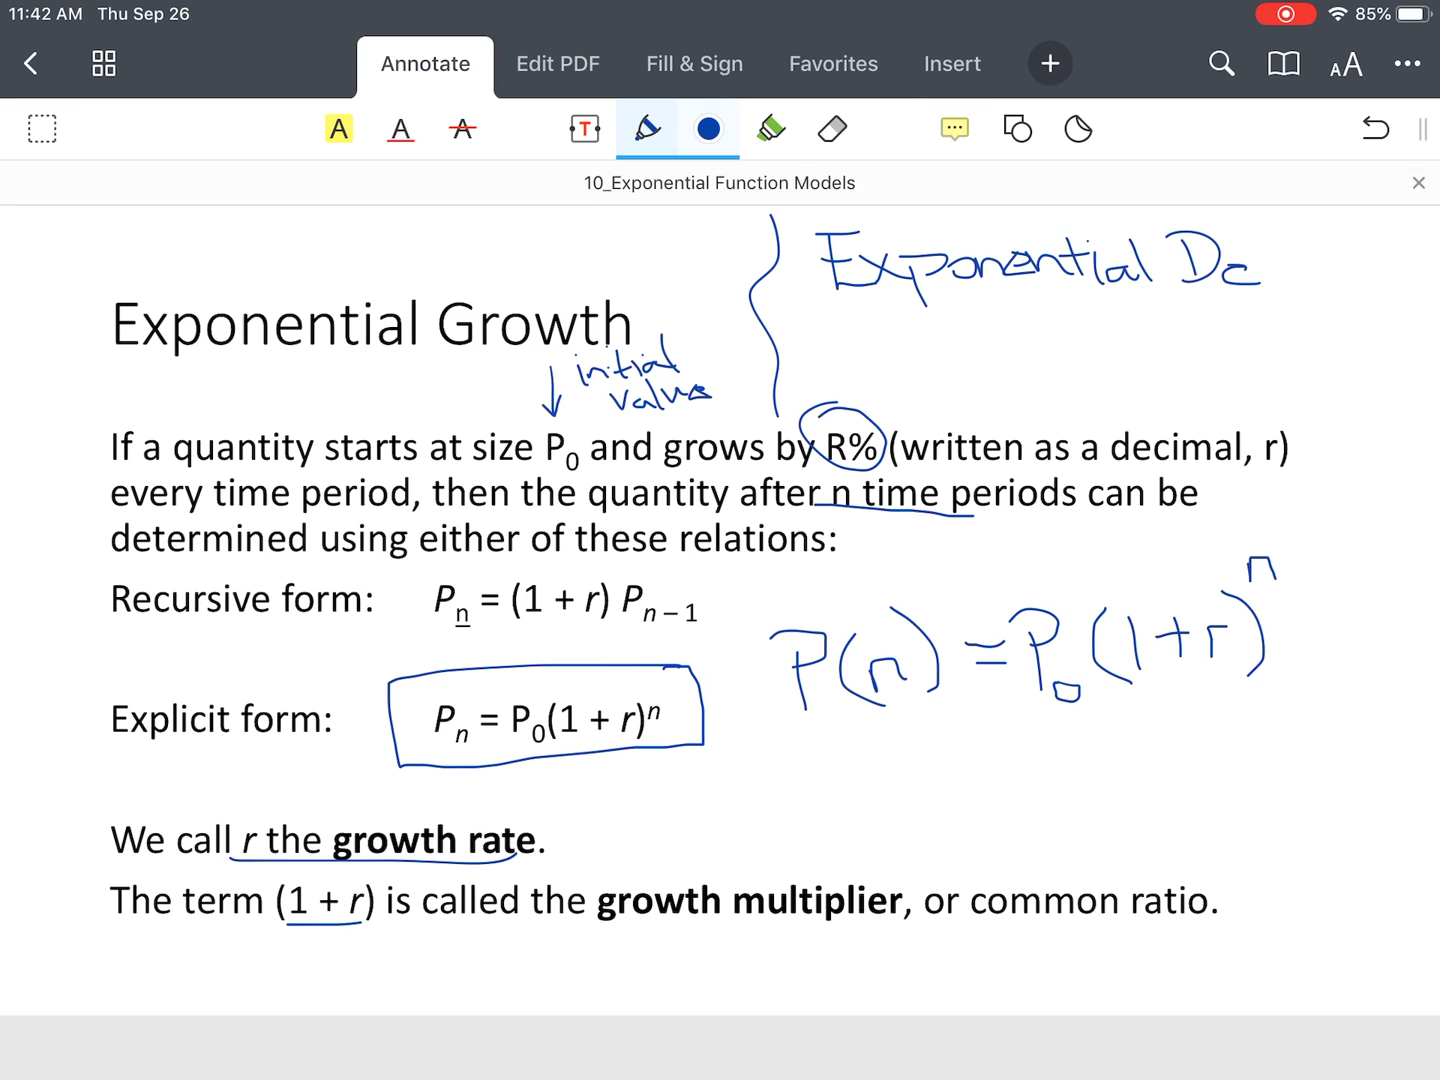 11:42 AM Thu Sep 26 85%
Annotate Edit PDF Fill & Sign Favorites Insert
10_Exponential Function Models
Exponential De
Exponential Growth
initial
value
If a quantity starts at size P₀ and grows by R% (written as a decimal, r)
every time period, then the quantity after n time periods can be
determined using either of these relations:
Recursive form: Pₙ = (1 + r) Pₙ₋₁
P(n) = P₀(1+r)ⁿ
Explicit form: Pₙ = P₀(1 + r)ⁿ
We call r the growth rate.
The term (1 + r) is called the growth multiplier, or common ratio.